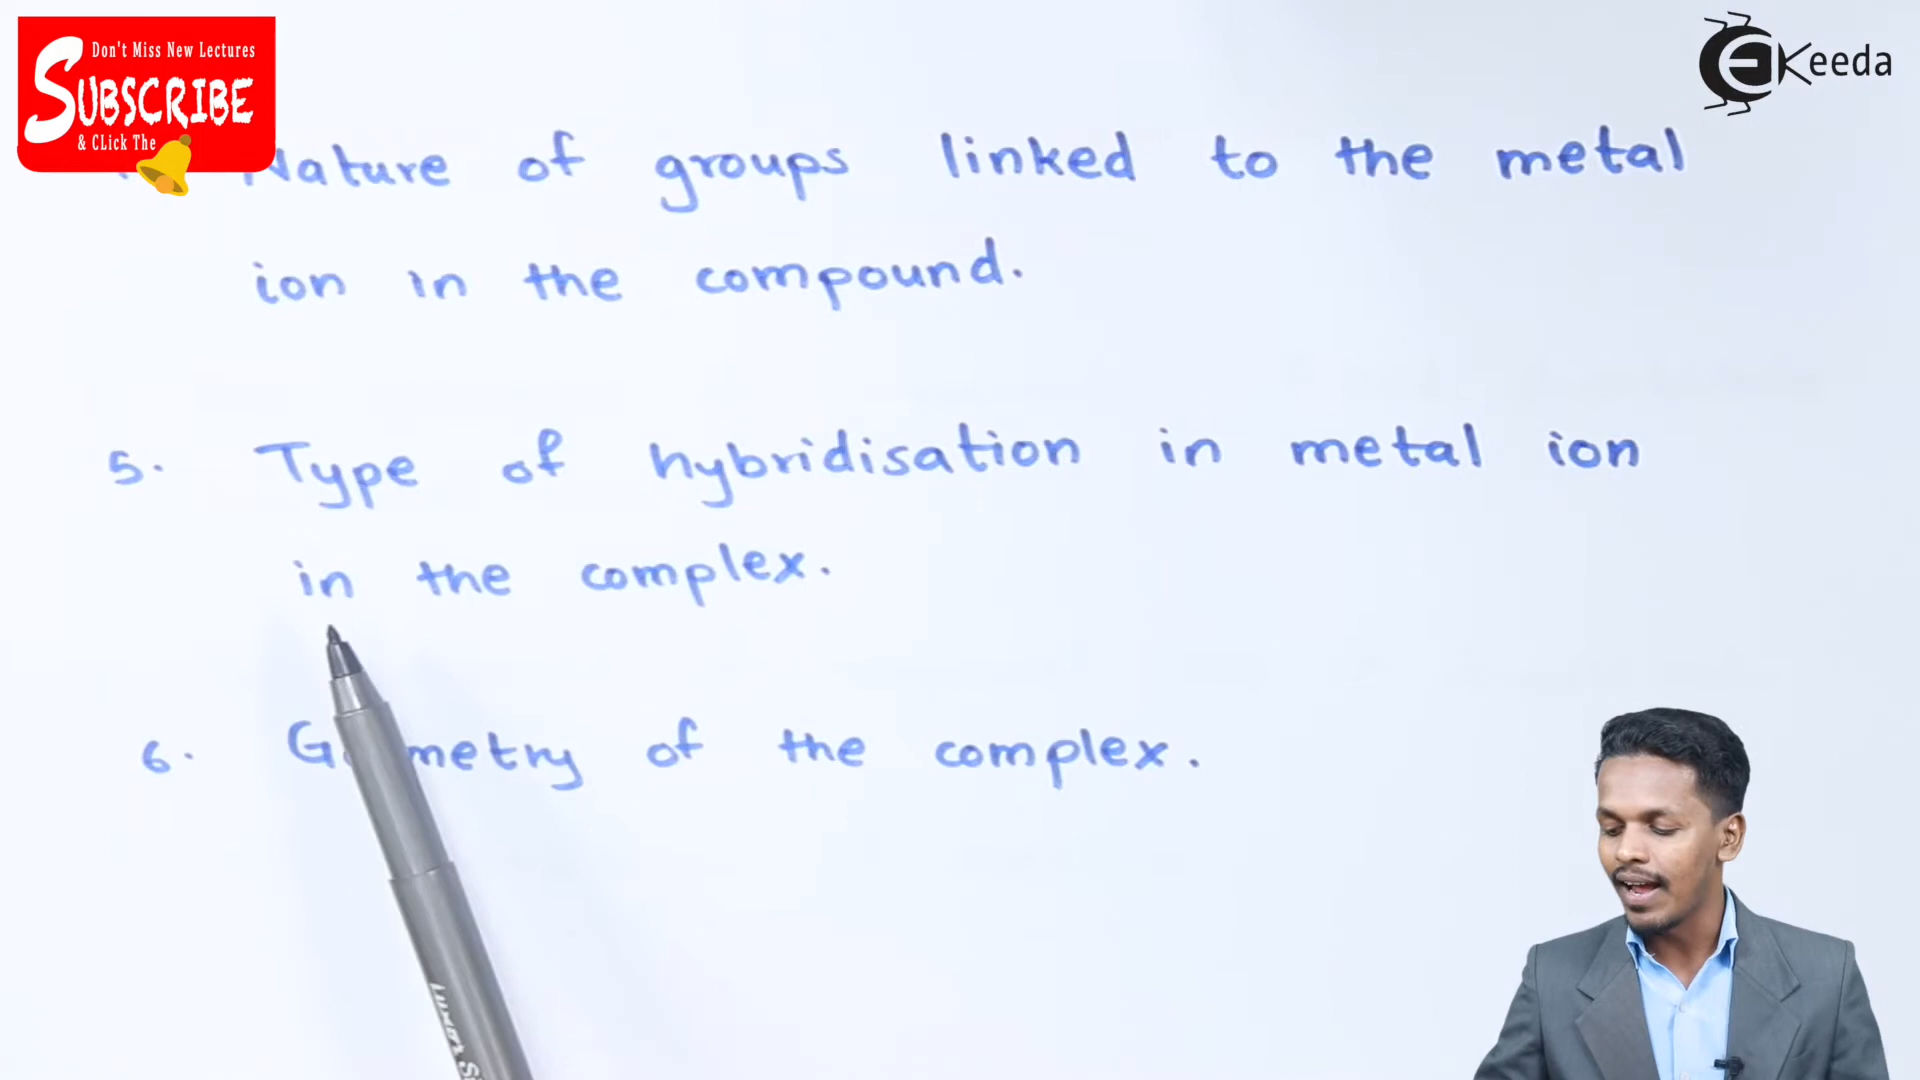 Don't Miss New Lectures
SUBSCRIBE
& CLick The
Keeda
Nature of groups linked to the metal
ion in the compound.
5. Type of hybridisation in metal ion
in the complex.
6. Geometry of the complex.